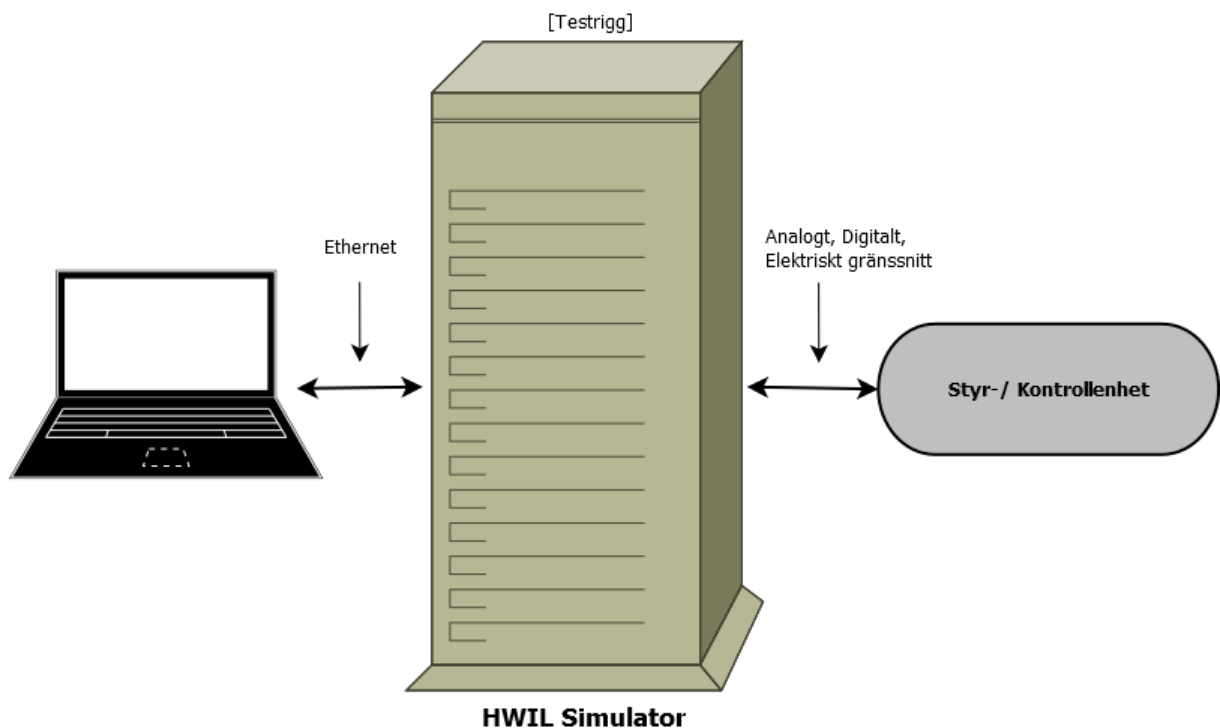 [Testrigg]
Ethernet
Analogt, Digitalt,
Elektriskt gränssnitt
Styr-/ Kontrollenhet
HWIL Simulator